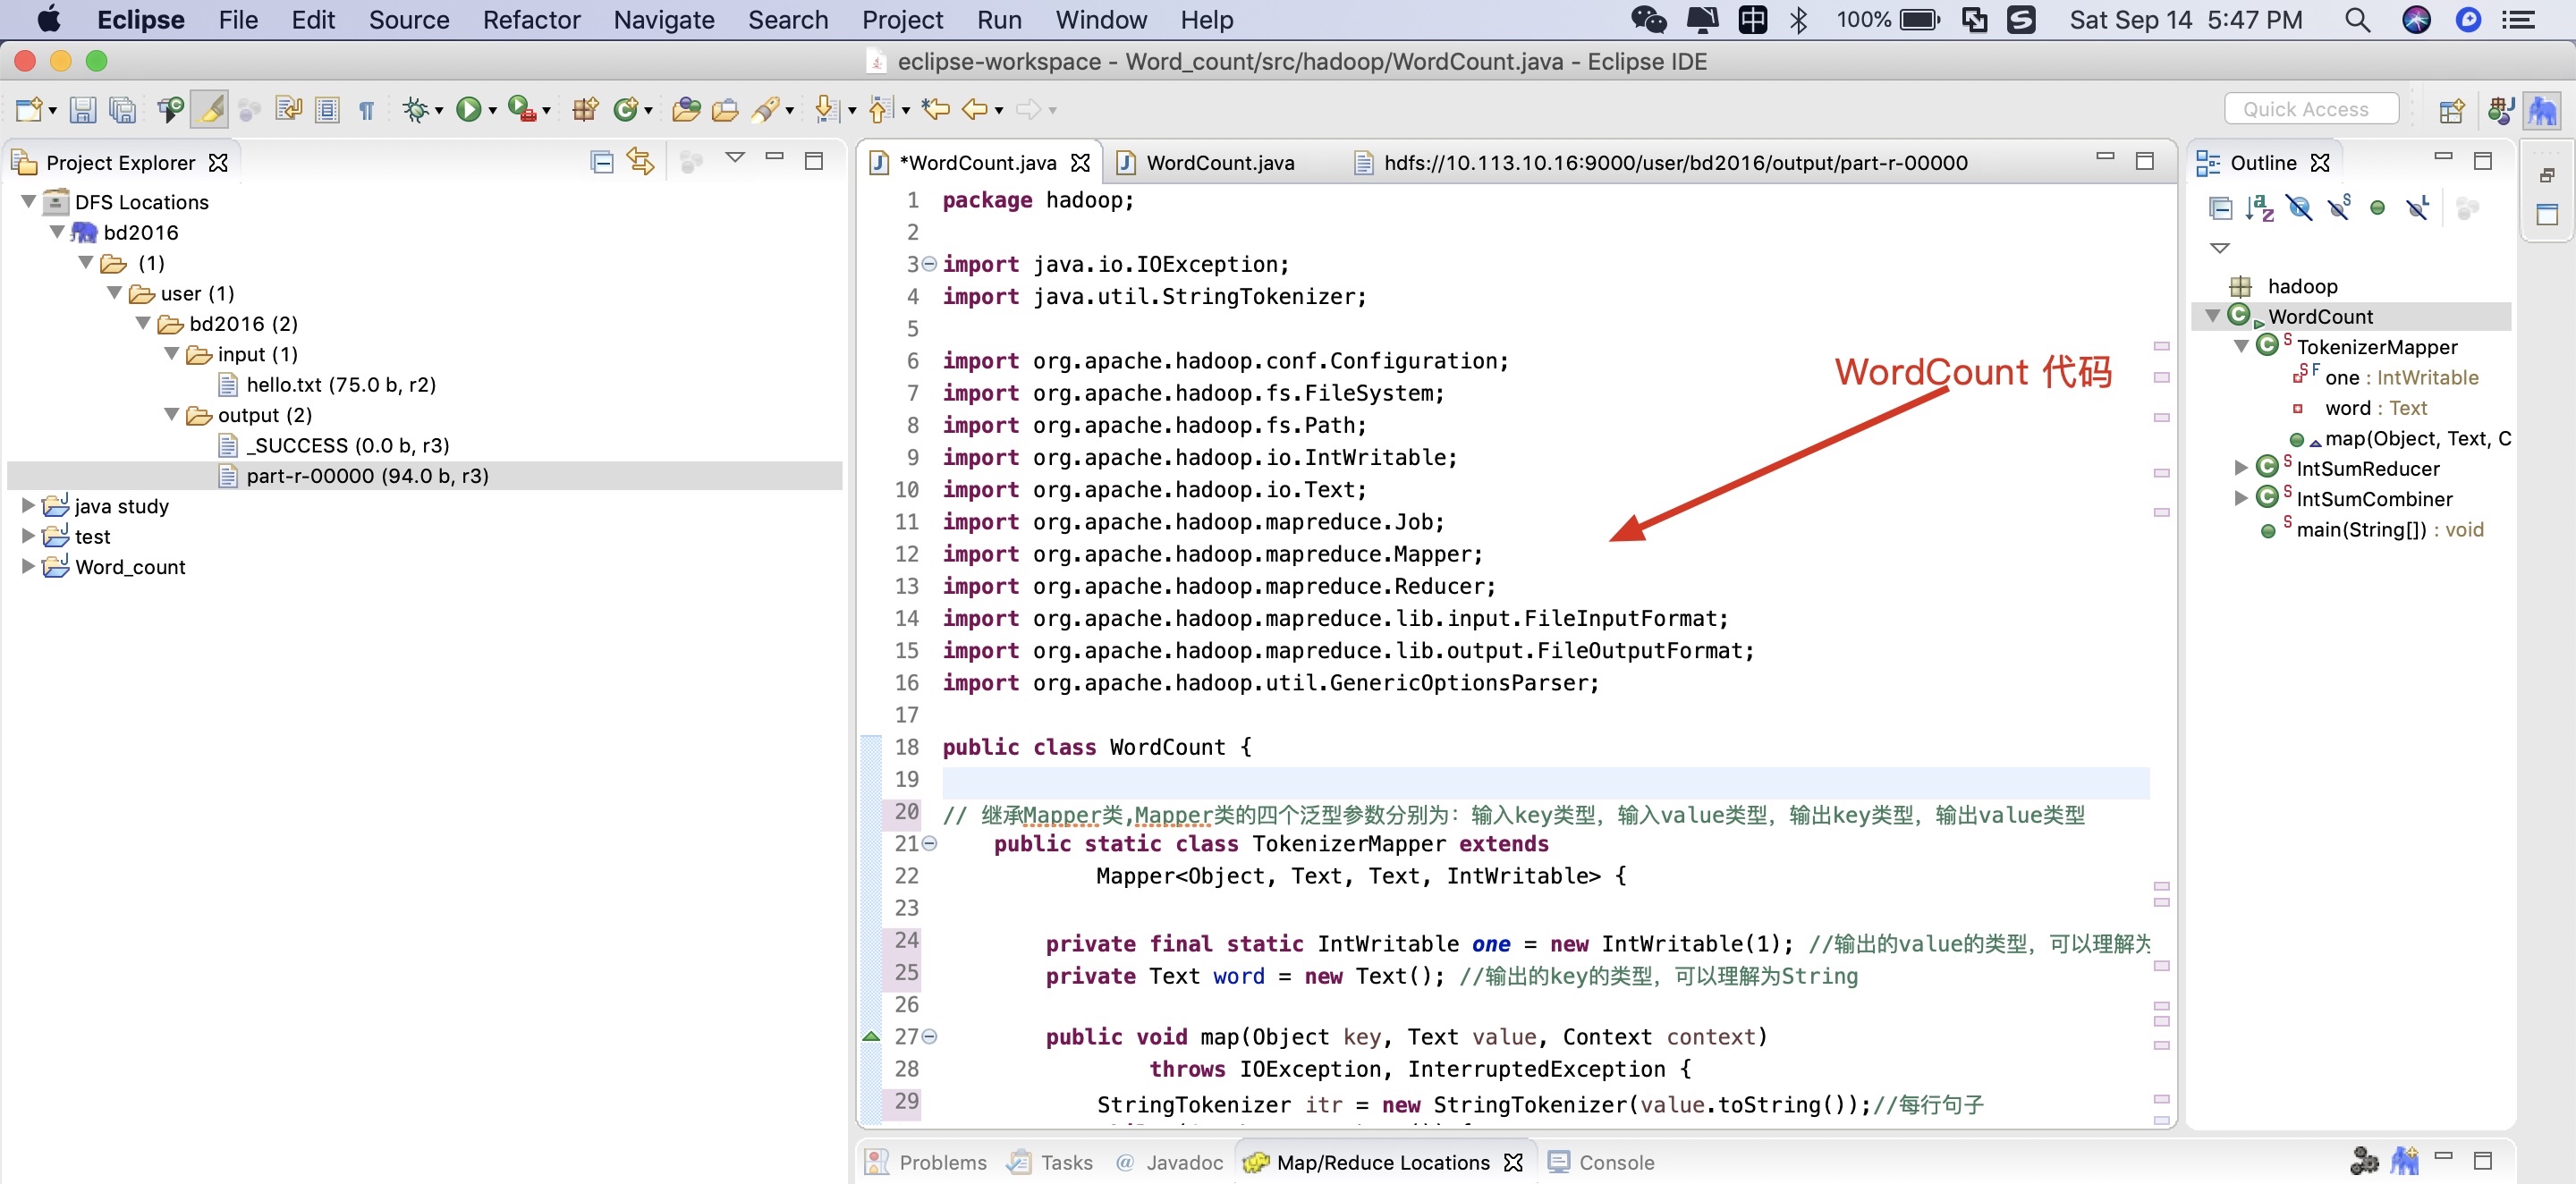 Eclipse File Edit Source Refactor Navigate Search Project Run Window Help 中 100% S Sat Sep 14 5:47 PM
eclipse-workspace - Word_count/src/hadoop/WordCount.java - Eclipse IDE
Quick Access
Project Explorer
DFS Locations
bd2016
(1)
user (1)
bd2016 (2)
input (1)
hello.txt (75.0 b, r2)
output (2)
_SUCCESS (0.0 b, r3)
part-r-00000 (94.0 b, r3)
java study
test
Word_count
*WordCount.java WordCount.java hdfs://10.113.10.16:9000/user/bd2016/output/part-r-00000
1 package hadoop;
2
3 import java.io.IOException;
4 import java.util.StringTokenizer;
5
6 import org.apache.hadoop.conf.Configuration;
7 import org.apache.hadoop.fs.FileSystem;
8 import org.apache.hadoop.fs.Path;
9 import org.apache.hadoop.io.IntWritable;
10 import org.apache.hadoop.io.Text;
11 import org.apache.hadoop.mapreduce.Job;
12 import org.apache.hadoop.mapreduce.Mapper;
13 import org.apache.hadoop.mapreduce.Reducer;
14 import org.apache.hadoop.mapreduce.lib.input.FileInputFormat;
15 import org.apache.hadoop.mapreduce.lib.output.FileOutputFormat;
16 import org.apache.hadoop.util.GenericOptionsParser;
17
18 public class WordCount {
19
20 // 继承Mapper类,Mapper类的四个泛型参数分别为：输入key类型，输入value类型，输出key类型，输出value类型
21 public static class TokenizerMapper extends
22 Mapper<Object, Text, Text, IntWritable> {
23
24 private final static IntWritable one = new IntWritable(1); //输出的value的类型，可以理解为
25 private Text word = new Text(); //输出的key的类型，可以理解为String
26
27 public void map(Object key, Text value, Context context)
28 throws IOException, InterruptedException {
29 StringTokenizer itr = new StringTokenizer(value.toString());//每行句子
WordCount 代码
Outline
hadoop
WordCount
TokenizerMapper
one : IntWritable
word : Text
map(Object, Text, C
IntSumReducer
IntSumCombiner
main(String[]) : void
Problems Tasks @ Javadoc Map/Reduce Locations Console